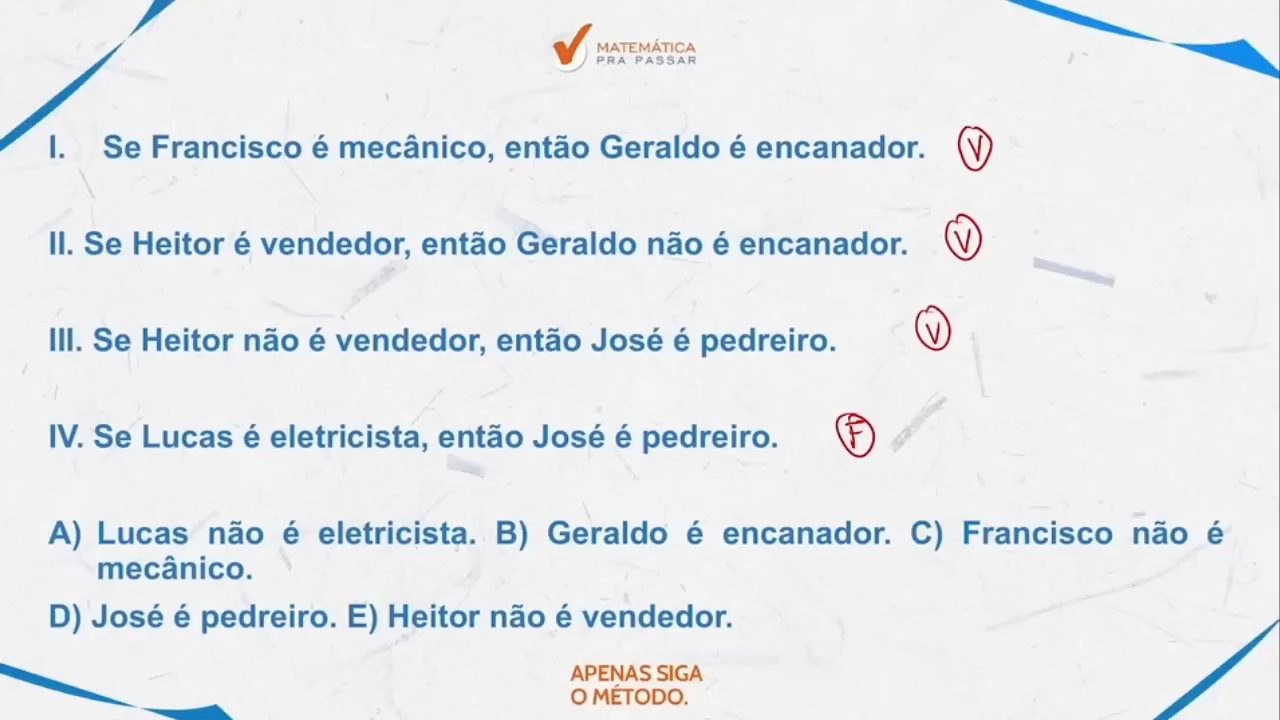 MATEMÁTICA
PRA PASSAR
I. Se Francisco é mecânico, então Geraldo é encanador. V
II. Se Heitor é vendedor, então Geraldo não é encanador. V
III. Se Heitor não é vendedor, então José é pedreiro. V
IV. Se Lucas é eletricista, então José é pedreiro. F
A) Lucas não é eletricista. B) Geraldo é encanador. C) Francisco não é
mecânico.
D) José é pedreiro. E) Heitor não é vendedor.
APENAS SIGA
O MÉTODO.